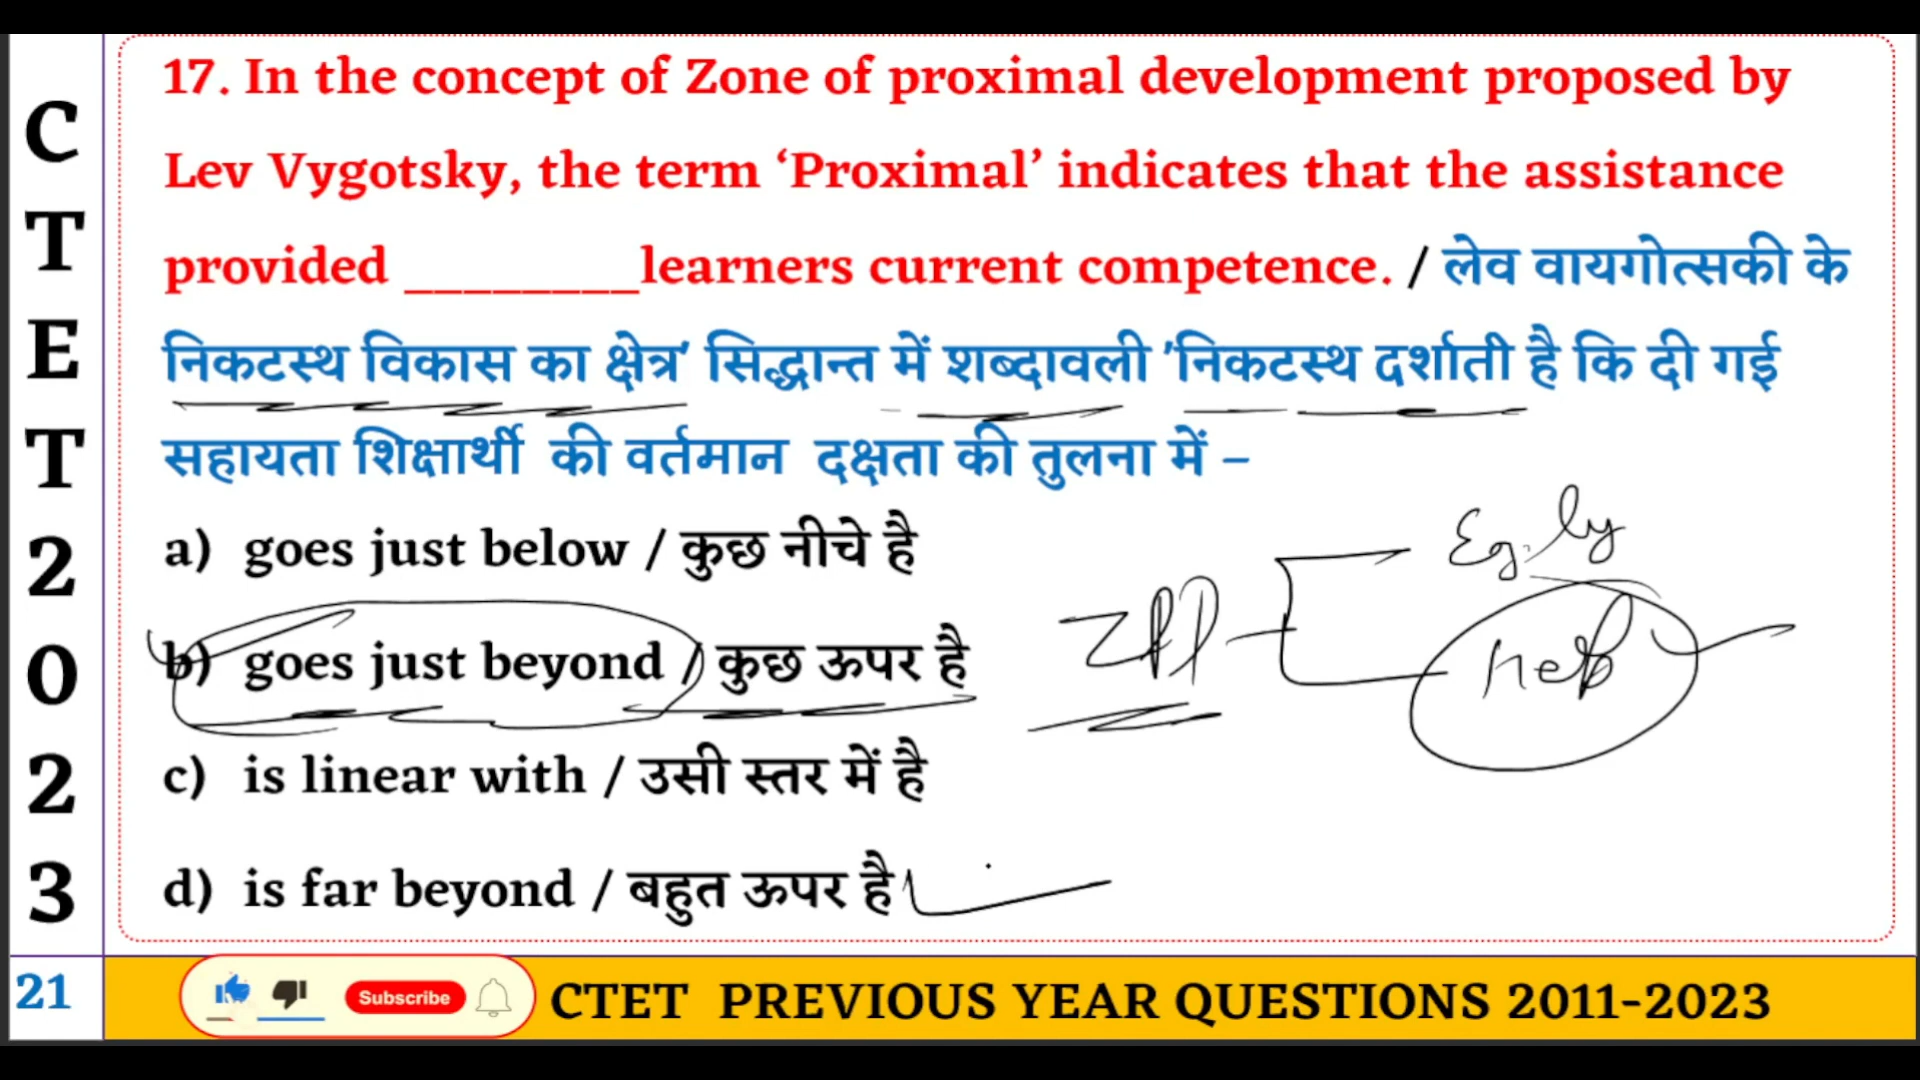 C
T
E
T
2
0
2
3
17. In the concept of Zone of proximal development proposed by
Lev Vygotsky, the term ‘Proximal’ indicates that the assistance
provided ________learners current competence. / लेव वायगोत्सकी के
निकटस्थ विकास का क्षेत्र' सिद्धान्त में शब्दावली 'निकटस्थ दर्शाती है कि दी गई
सहायता शिक्षार्थी की वर्तमान दक्षता की तुलना में –
a) goes just below / कुछ नीचे है
b) goes just beyond / कुछ ऊपर है
c) is linear with / उसी स्तर में है
d) is far beyond / बहुत ऊपर है
21
Subscribe
CTET PREVIOUS YEAR QUESTIONS 2011-2023